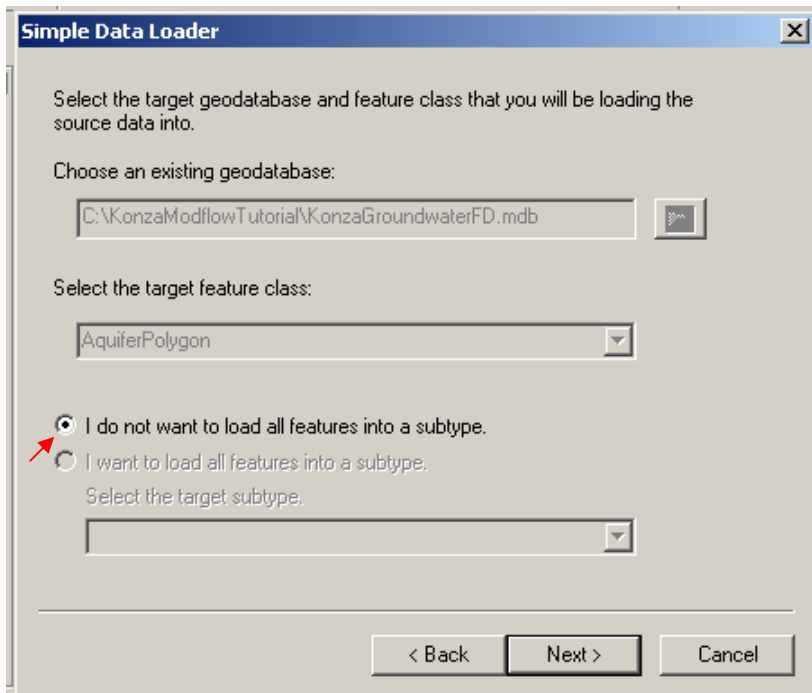 Simple Data Loader
Select the target geodatabase and feature class that you will be loading the
source data into.
Choose an existing geodatabase:
C:\KonzaModflowTutorial\KonzaGroundwaterFD.mdb
Select the target feature class:
AquiferPolygon
I do not want to load all features into a subtype.
I want to load all features into a subtype.
Select the target subtype.
< Back Next > Cancel